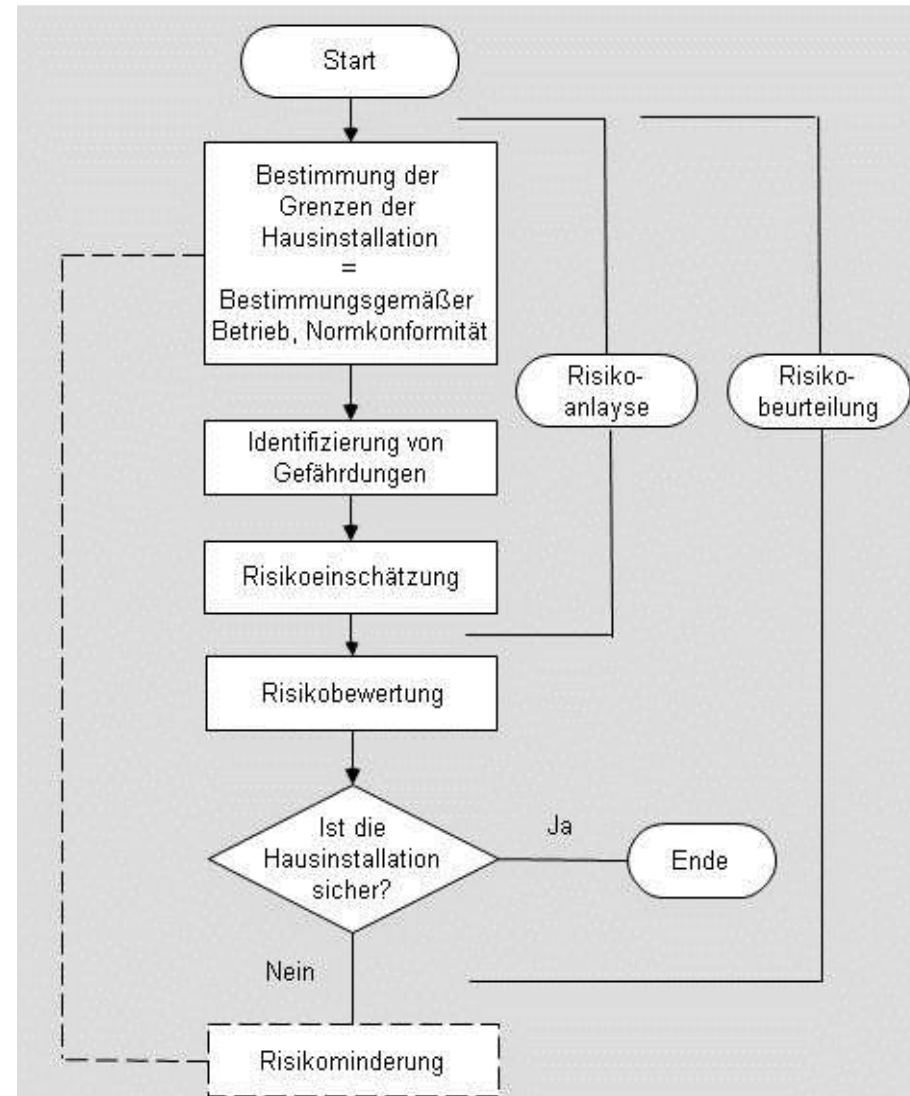 Start
Bestimmung der
Grenzen der
Hausinstallation
=
Bestimmungsgemäßer
Betrieb, Normkonformität
Risiko-
anlayse
Risiko-
beurteilung
Identifizierung von
Gefährdungen
Risikoeinschätzung
Risikobewertung
Ist die
Hausinstallation
sicher?
Ja
Ende
Nein
Risikominderung